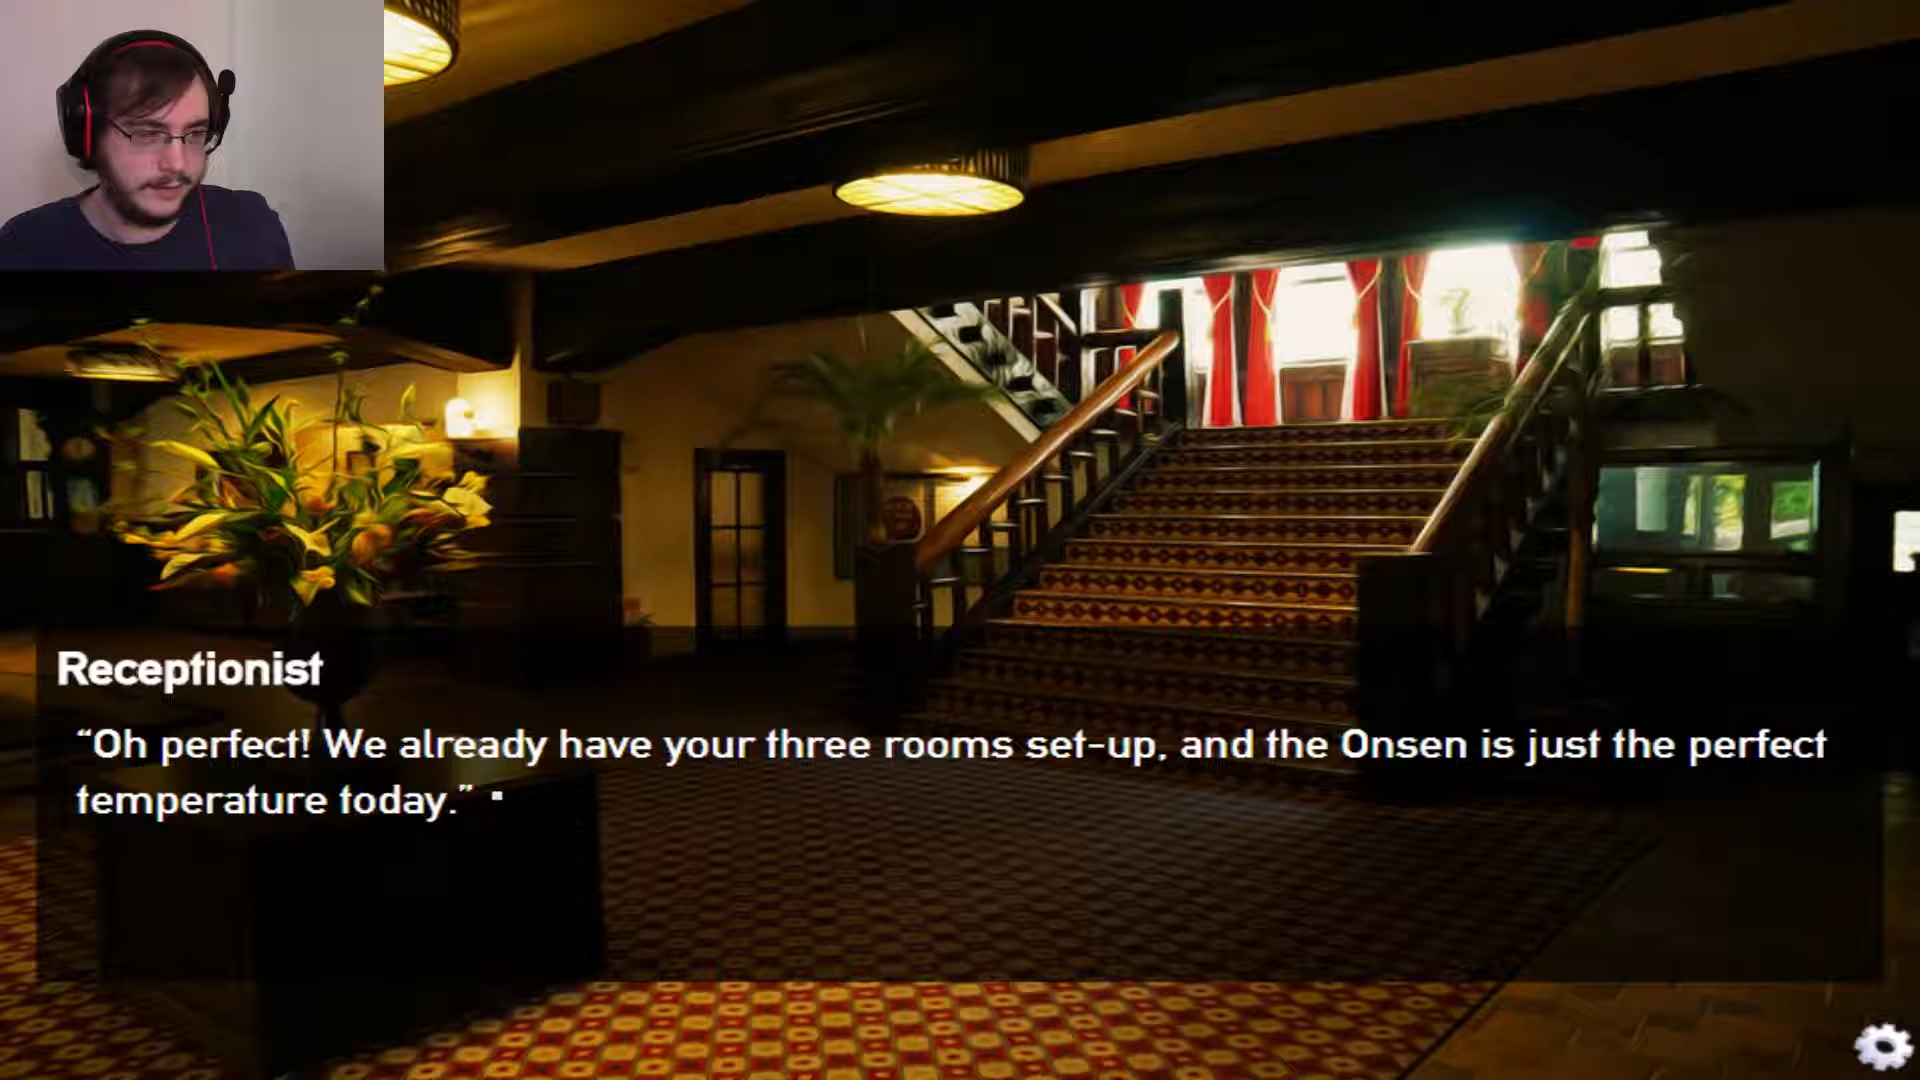 Receptionist
“Oh perfect! We already have your three rooms set-up, and the Onsen is just the perfect
temperature today.”